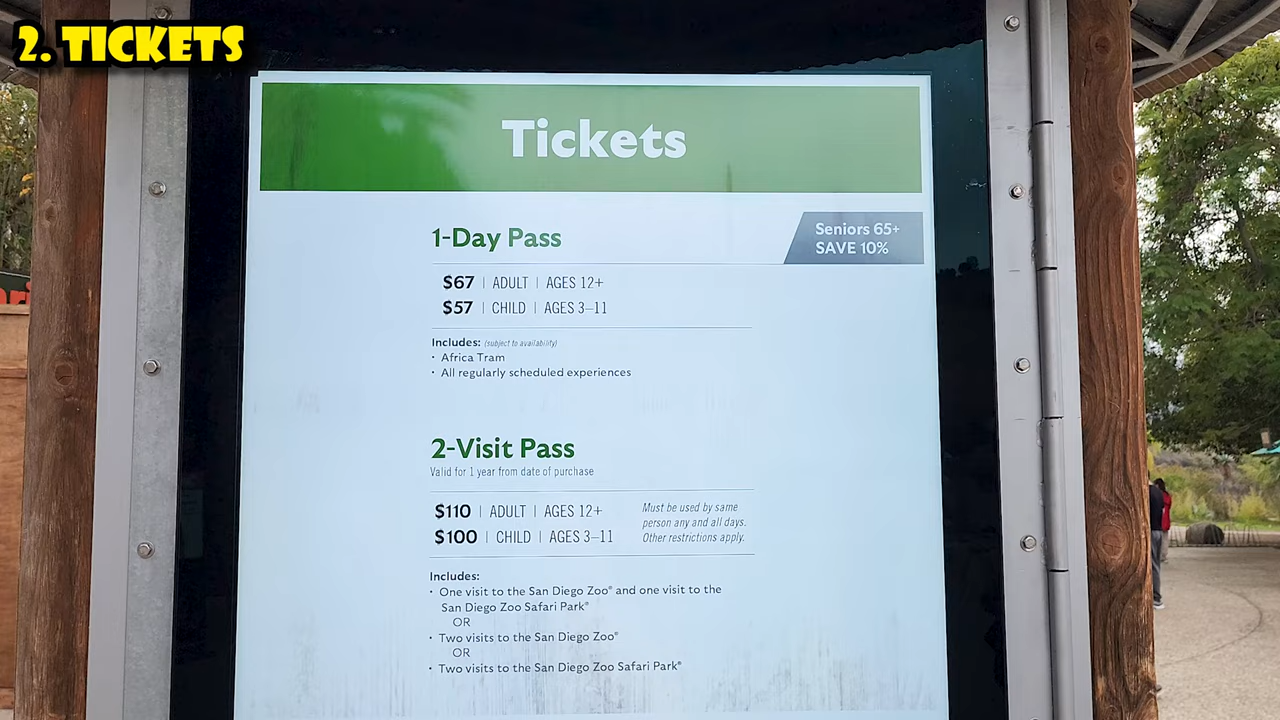 2. TICKETS
Tickets
1-Day Pass
Seniors 65+
SAVE 10%
$67 | ADULT | AGES 12+
$57 | CHILD | AGES 3–11
Includes: (subject to availability)
• Africa Tram
• All regularly scheduled experiences
2-Visit Pass
Valid for 1 year from date of purchase
$110 | ADULT | AGES 12+
$100 | CHILD | AGES 3–11
Must be used by same
person any and all days.
Other restrictions apply.
Includes:
• One visit to the San Diego Zoo® and one visit to the
San Diego Zoo Safari Park®
OR
• Two visits to the San Diego Zoo®
OR
• Two visits to the San Diego Zoo Safari Park®